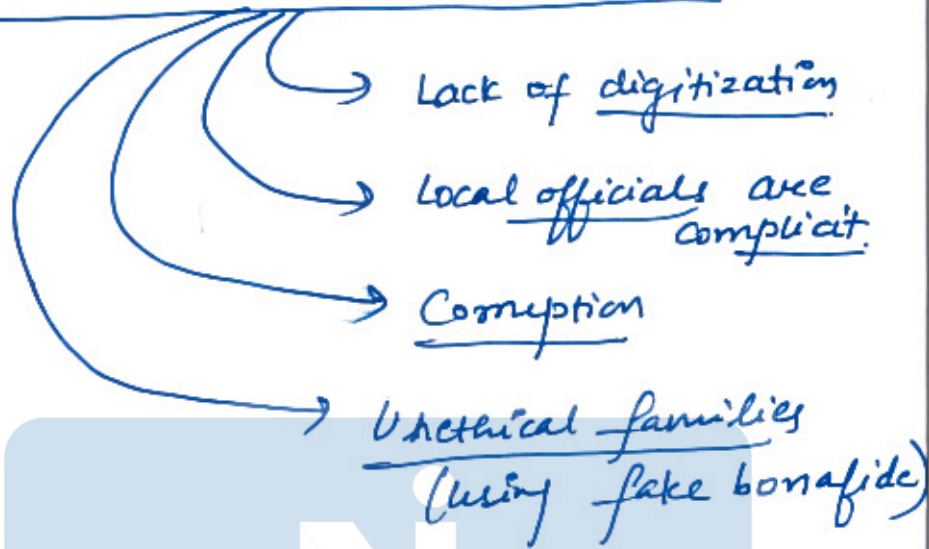 Lack of digitization
Local officials are
complicit.
Corruption
Unethical families
(using fake bonafide)